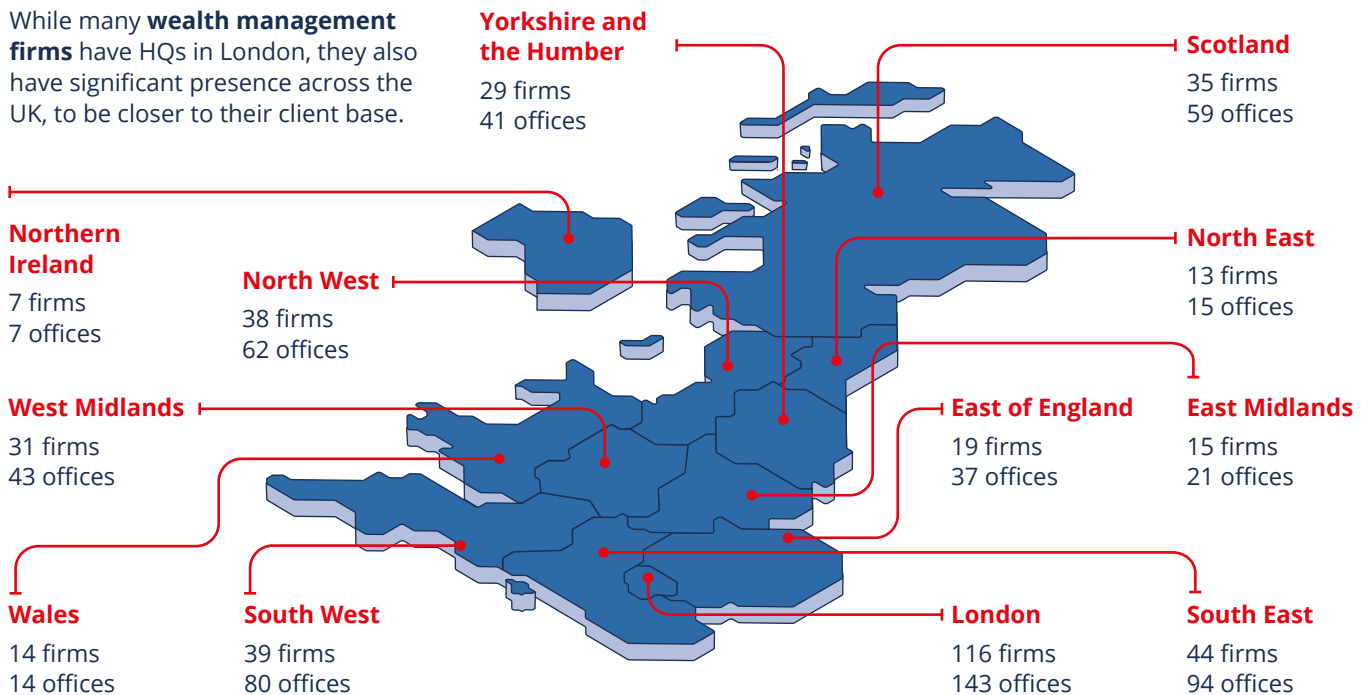 While many wealth management
firms have HQs in London, they also
have significant presence across the
UK, to be closer to their client base.
Yorkshire and
the Humber
29 firms
41 offices
Scotland
35 firms
59 offices
Northern
Ireland
7 firms
7 offices
North West
38 firms
62 offices
North East
13 firms
15 offices
West Midlands
31 firms
43 offices
East of England
19 firms
37 offices
East Midlands
15 firms
21 offices
Wales
14 firms
14 offices
South West
39 firms
80 offices
London
116 firms
143 offices
South East
44 firms
94 offices